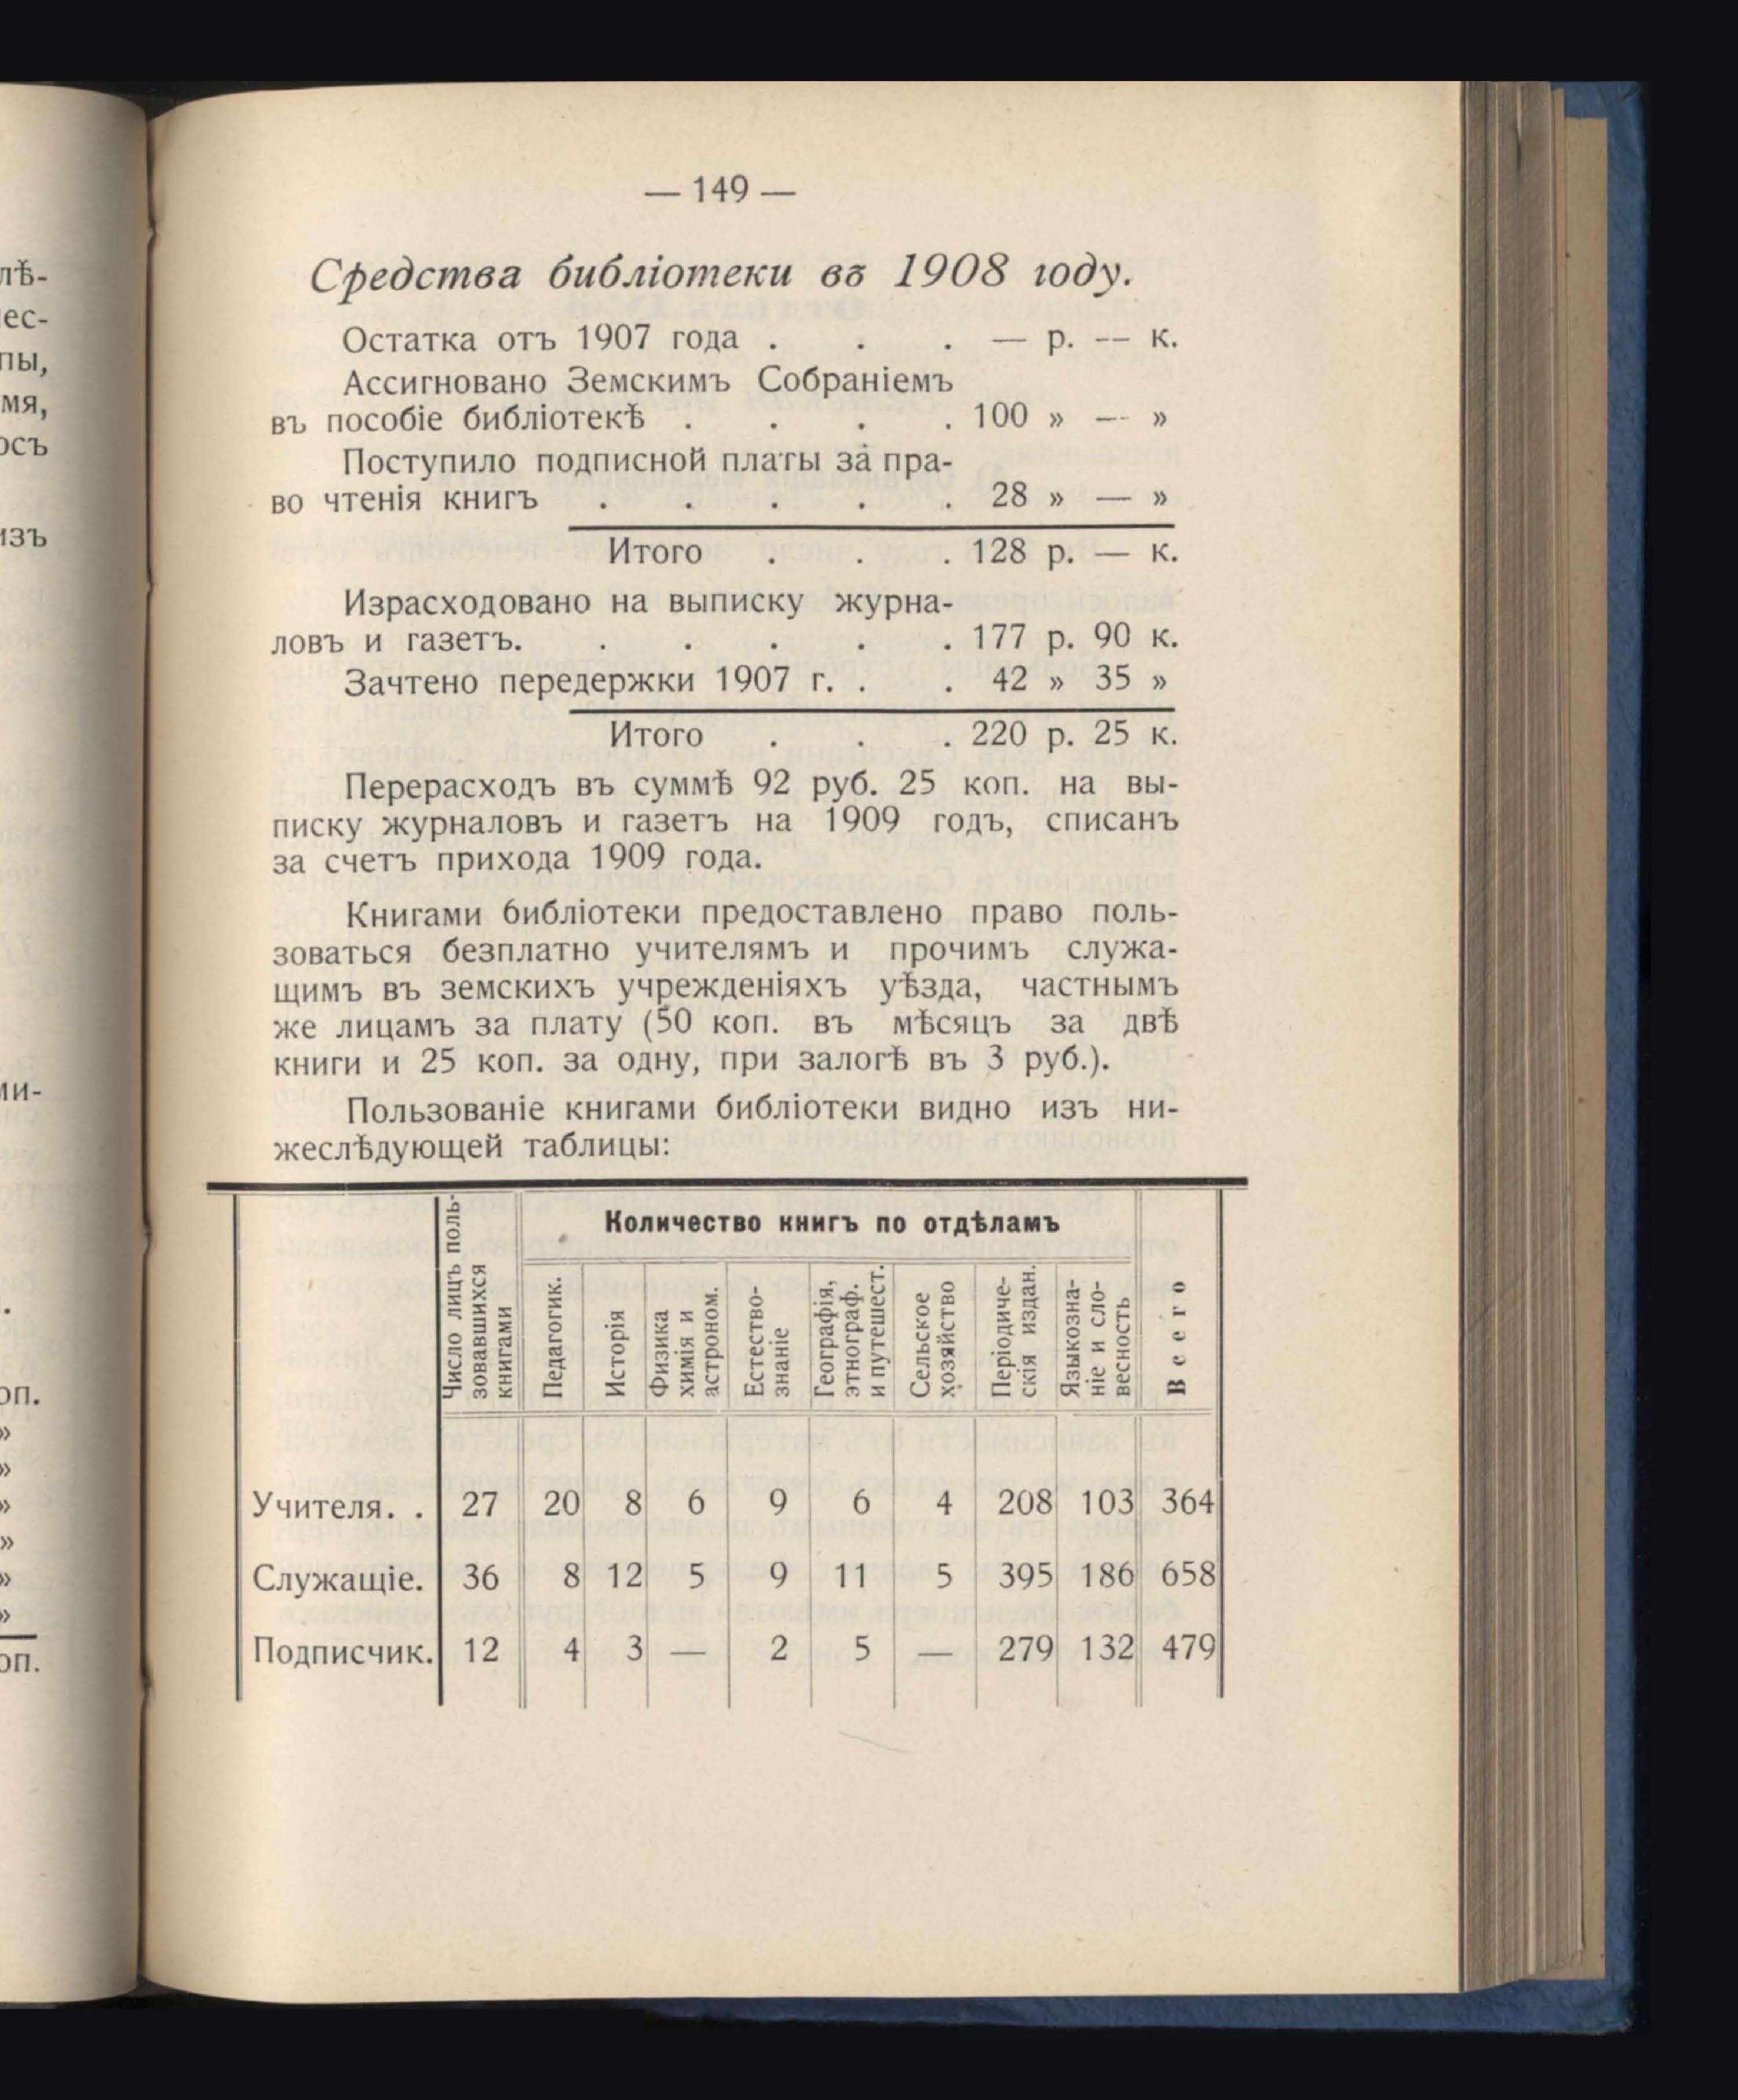 — 149 —
Средства библіотеки въ 1908 году.
Остатка отъ 1907 года . . . — р. — к.
Ассигновано Земскимъ Собраніемъ
въ пособіе библіотекѣ . . . . 100 » — »
Поступило подписной платы за пра-
во чтенія книгъ . . . . . 28 » — »
Итого . . . 128 р. — к.
Израсходовано на выписку журна-
ловъ и газетъ. . . . . . 177 р. 90 к.
Зачтено передержки 1907 г. . . 42 » 35 »
Итого . . . 220 р. 25 к.
Перерасходъ въ суммѣ 92 руб. 25 коп. на вы-
писку журналовъ и газетъ на 1909 годъ, списанъ
за счетъ прихода 1909 года.
Книгами библіотеки предоставлено право поль-
зоваться безплатно учителямъ и прочимъ служа-
щимъ въ земскихъ учрежденіяхъ уѣзда, частнымъ
же лицамъ за плату (50 коп. въ мѣсяцъ за двѣ
книги и 25 коп. за одну, при залогѣ въ 3 руб.).
Пользованіе книгами библіотеки видно изъ ни-
жеслѣдующей таблицы:
Число лицъ поль-
зовавшихся
книгами
Количество книгъ по отдѣламъ
Педагогик.
Исторія
Физика
химія и
астроном.
Естество-
знаніе
Географія,
этнограф.
и путешест.
Сельское
хозяйство
Періодиче-
скія издан.
Языкозна-
ніе и сло-
весность
Всего
Учителя. . 27 20 8 6 9 6 4 208 103 364
Служащіе. 36 8 12 5 9 11 5 395 186 658
Подписчик. 12 4 3 — 2 5 — 279 132 479